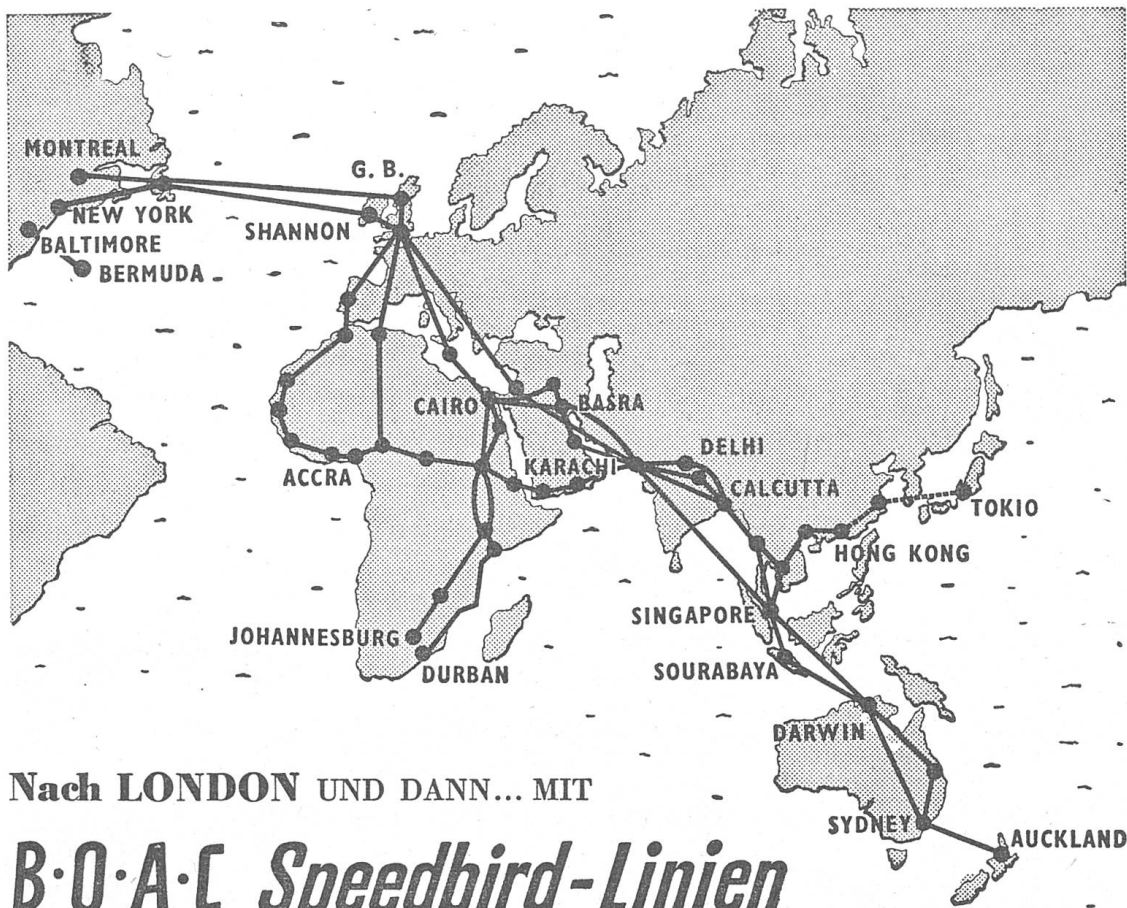 MONTREAL
G. B.
NEW YORK
SHANNON
BALTIMORE
BERMUDA
CAIRO
BASRA
DELHI
ACCRA
KARACHI
CALCUTTA
TOKIO
HONG KONG
SINGAPORE
JOHANNESBURG
SOURABAYA
DURBAN
DARWIN
Nach LONDON UND DANN... MIT
SYDNEY
AUCKLAND
B·O·A·C Speedbird-Linien